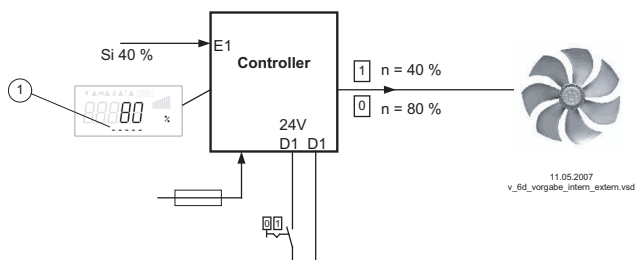 Si 40 %
E1
Controller
1 n = 40 %
0 n = 80 %
1
80
%
24V
D1 D1
0 1
11.05.2007
v_6d_vorgabe_intern_extern.vsd